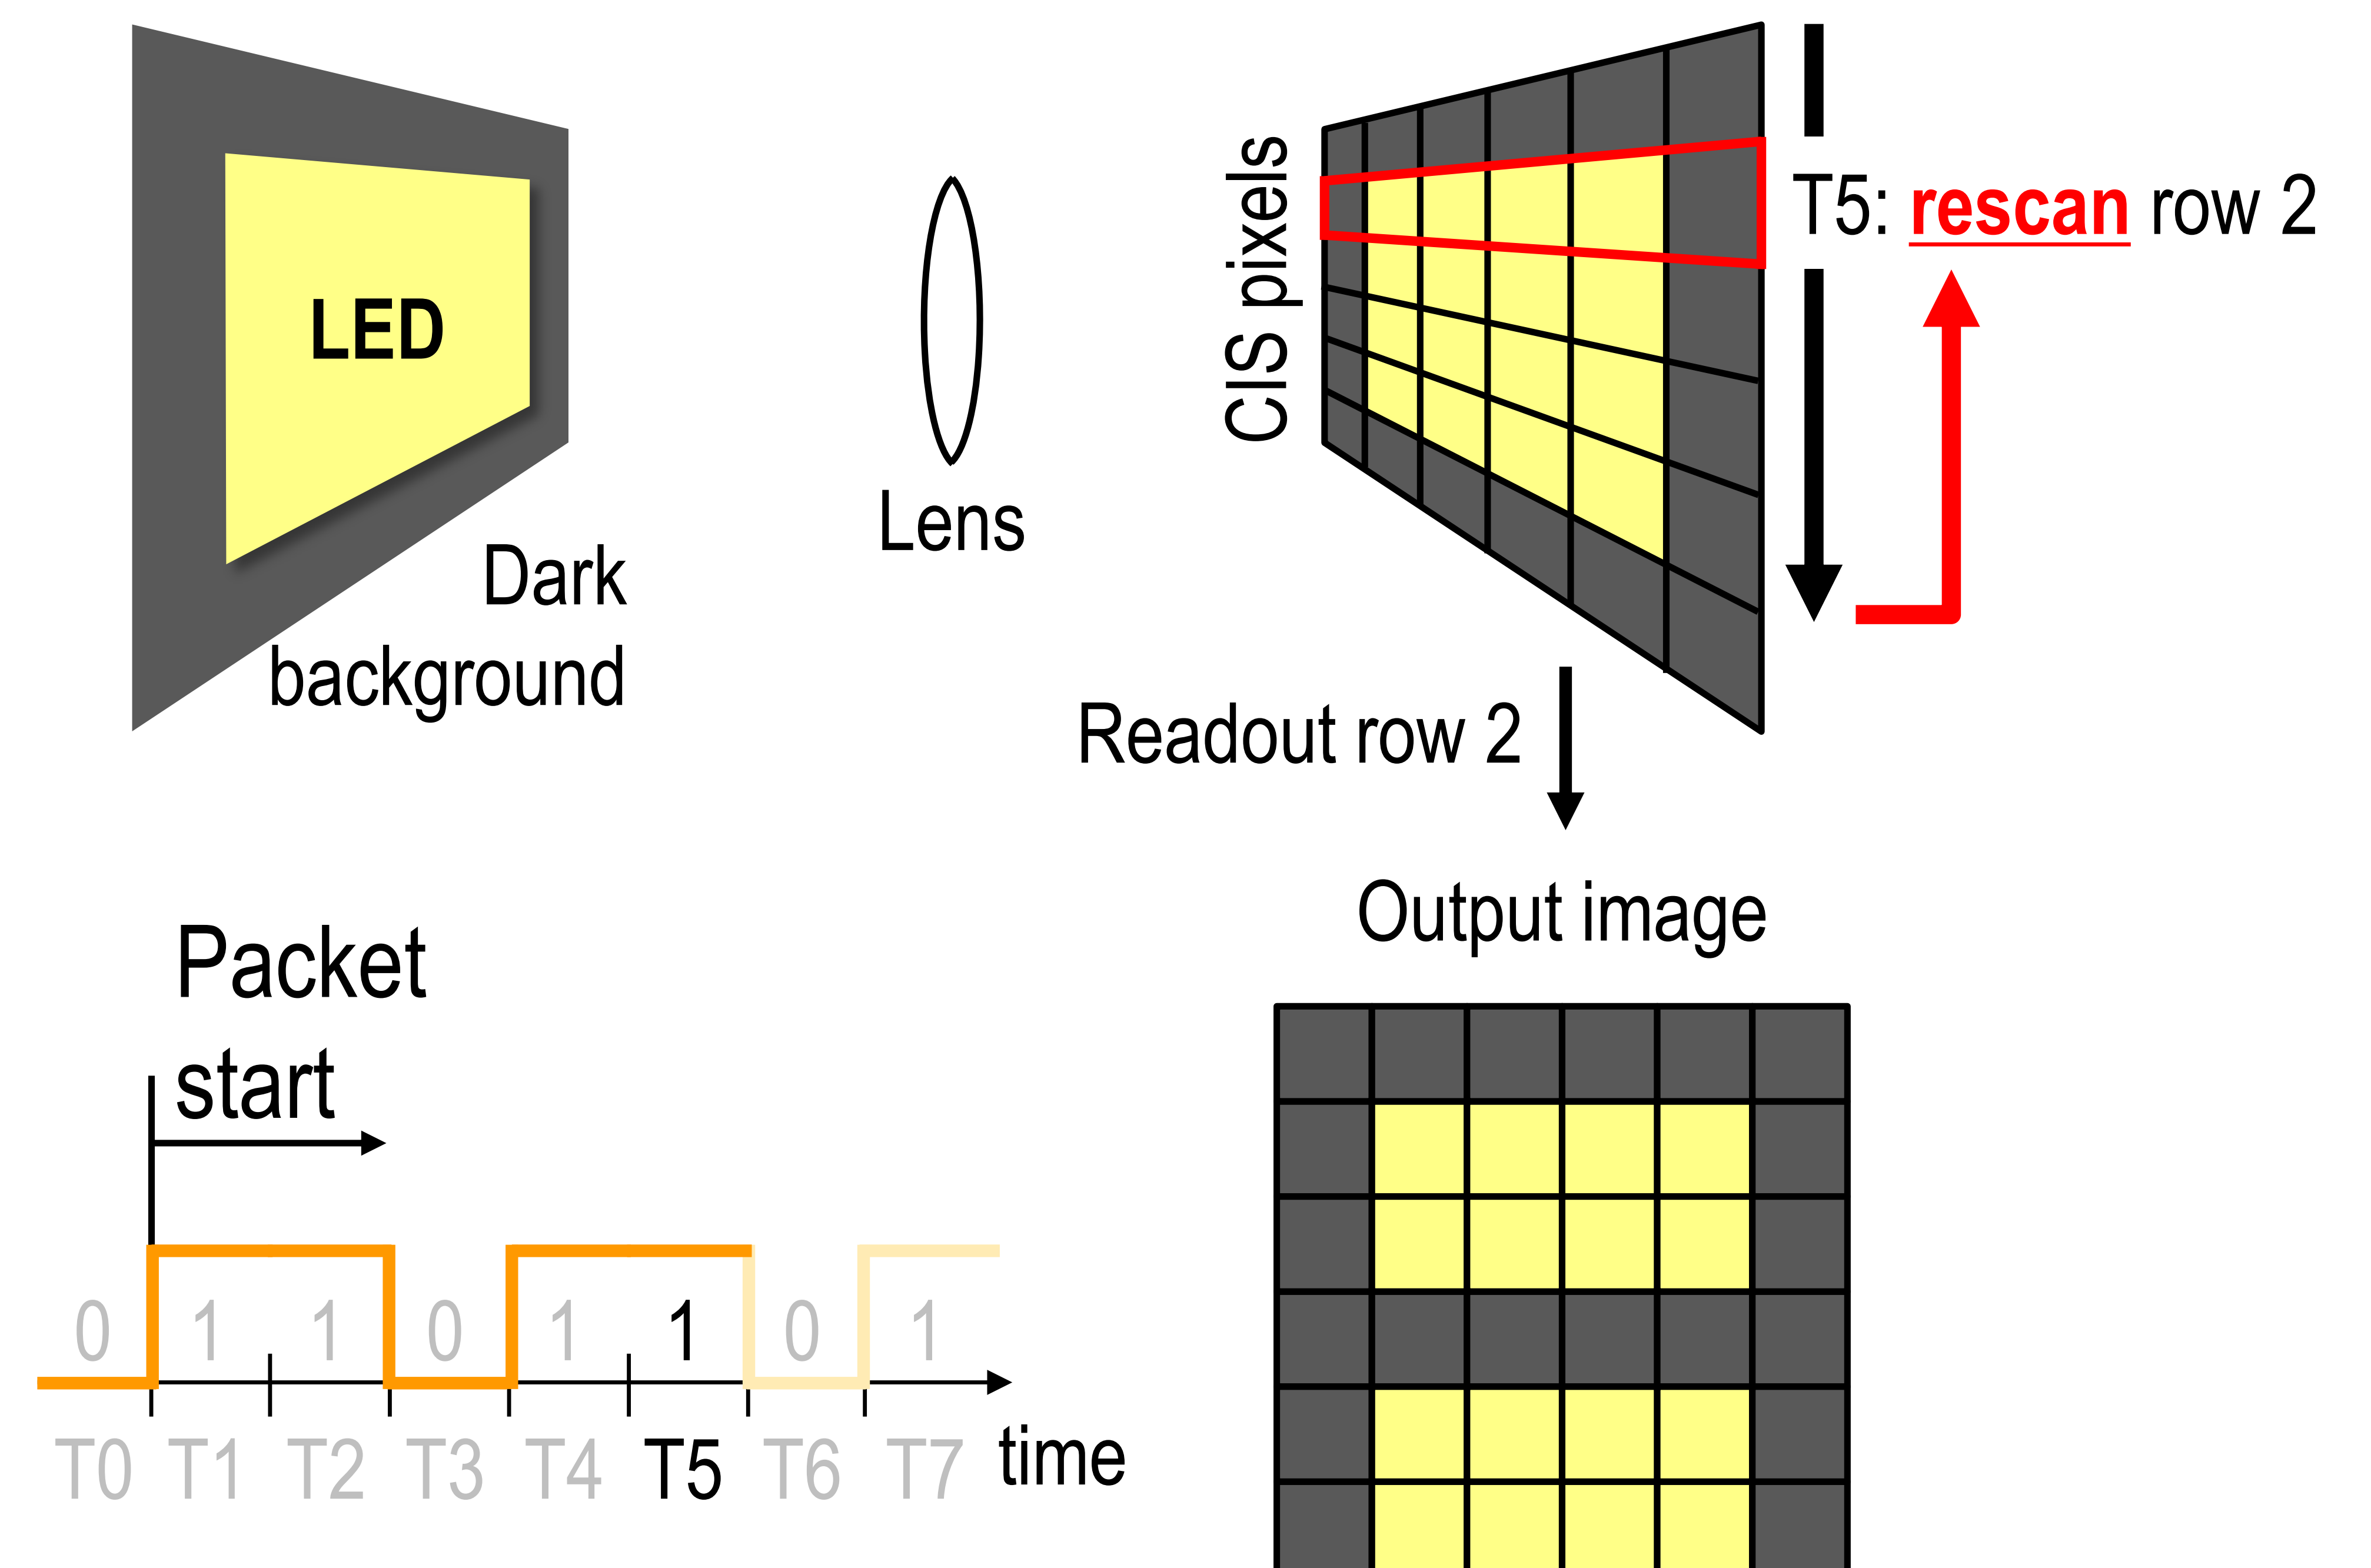 LED
Dark
background
Lens
CIS pixels
T5: rescan row 2
Readout row 2
Output image
Packet
start
0 1 1 0 1 1 0 1
T0 T1 T2 T3 T4 T5 T6 T7 time